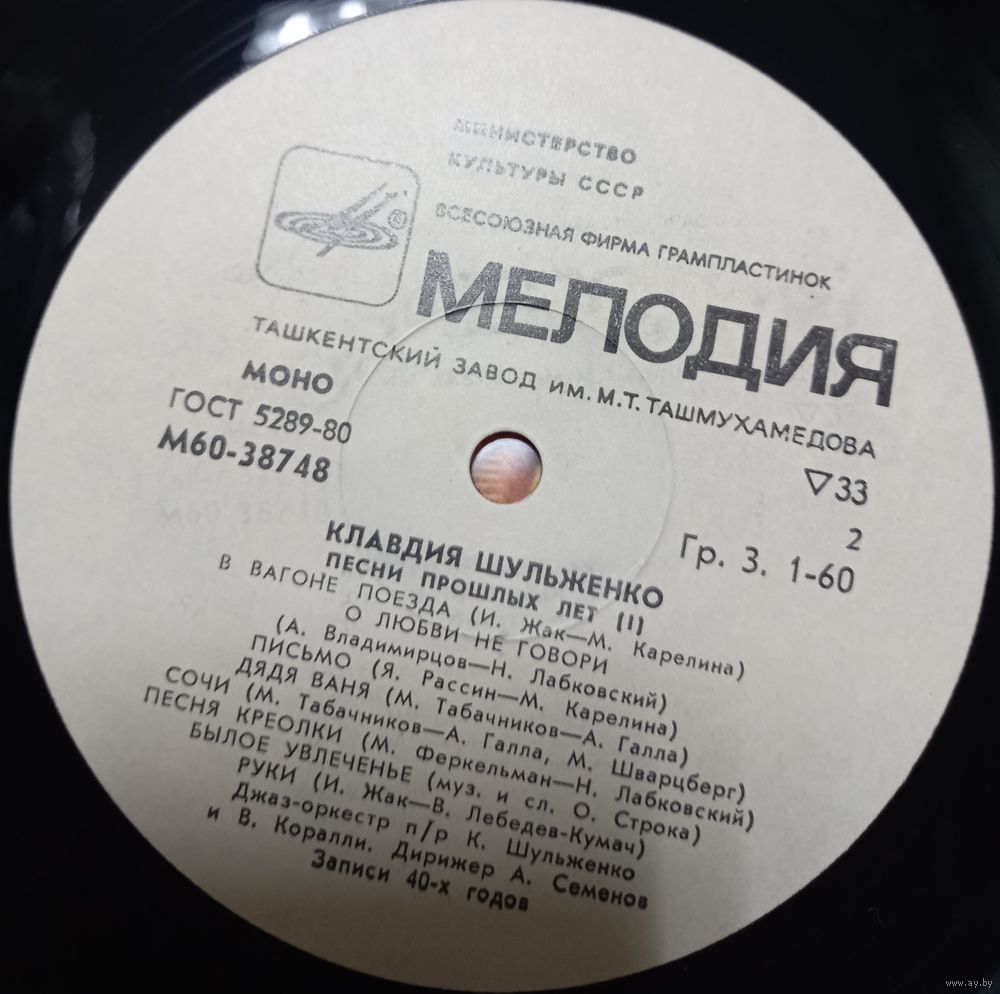 МИНИСТЕРСТВО
КУЛЬТУРЫ СССР
ВСЕСОЮЗНАЯ ФИРМА ГРАМПЛАСТИНОК
®
МЕЛОДИЯ
ТАШКЕНТСКИЙ ЗАВОД ИМ. М.Т. ТАШМУХАМЕДОВА
МОНО
ГОСТ 5289-80
М60-38748
▽33
2
Гр. 3. 1-60
КЛАВДИЯ ШУЛЬЖЕНКО
ПЕСНИ ПРОШЛЫХ ЛЕТ (I)
В ВАГОНЕ ПОЕЗДА (И. Жак—М. Карелина)
О ЛЮБВИ НЕ ГОВОРИ
(А. Владимирцов—Н. Лабковский)
ПИСЬМО (Я. Рассин—М. Карелина)
ДЯДЯ ВАНЯ (М. Табачников—А. Галла)
СОЧИ (М. Табачников—А. Галла, М. Шварцберг)
ПЕСНЯ КРЕОЛКИ (М. Феркельман—Н. Лабковский)
БЫЛОЕ УВЛЕЧЕНЬЕ (муз. и сл. О. Строка)
РУКИ (И. Жак—В. Лебедев-Кумач)
Джаз-оркестр п/р К. Шульженко
и В. Коралли. Дирижер А. Семенов
Записи 40-х годов
www.ay.by